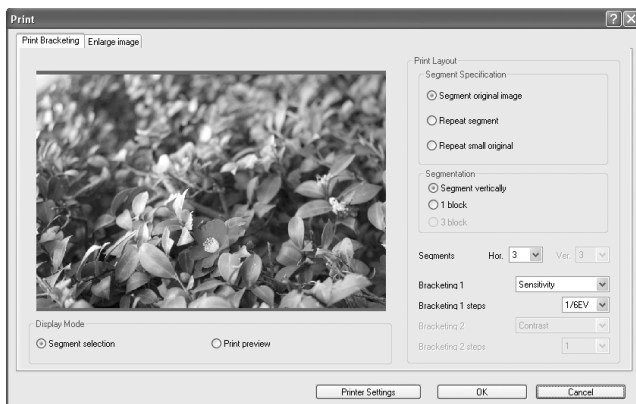 Print
Print Bracketing Enlarge image
Print Layout
Segment Specification
Segment original image
Repeat segment
Repeat small original
Segmentation
Segment vertically
1 block
3 block
Segments Hor. 3 Ver. 3
Bracketing 1 Sensitivity
Bracketing 1 steps 1/6EV
Bracketing 2 Contrast
Bracketing 2 steps 1
Display Mode
Segment selection Print preview
Printer Settings OK Cancel